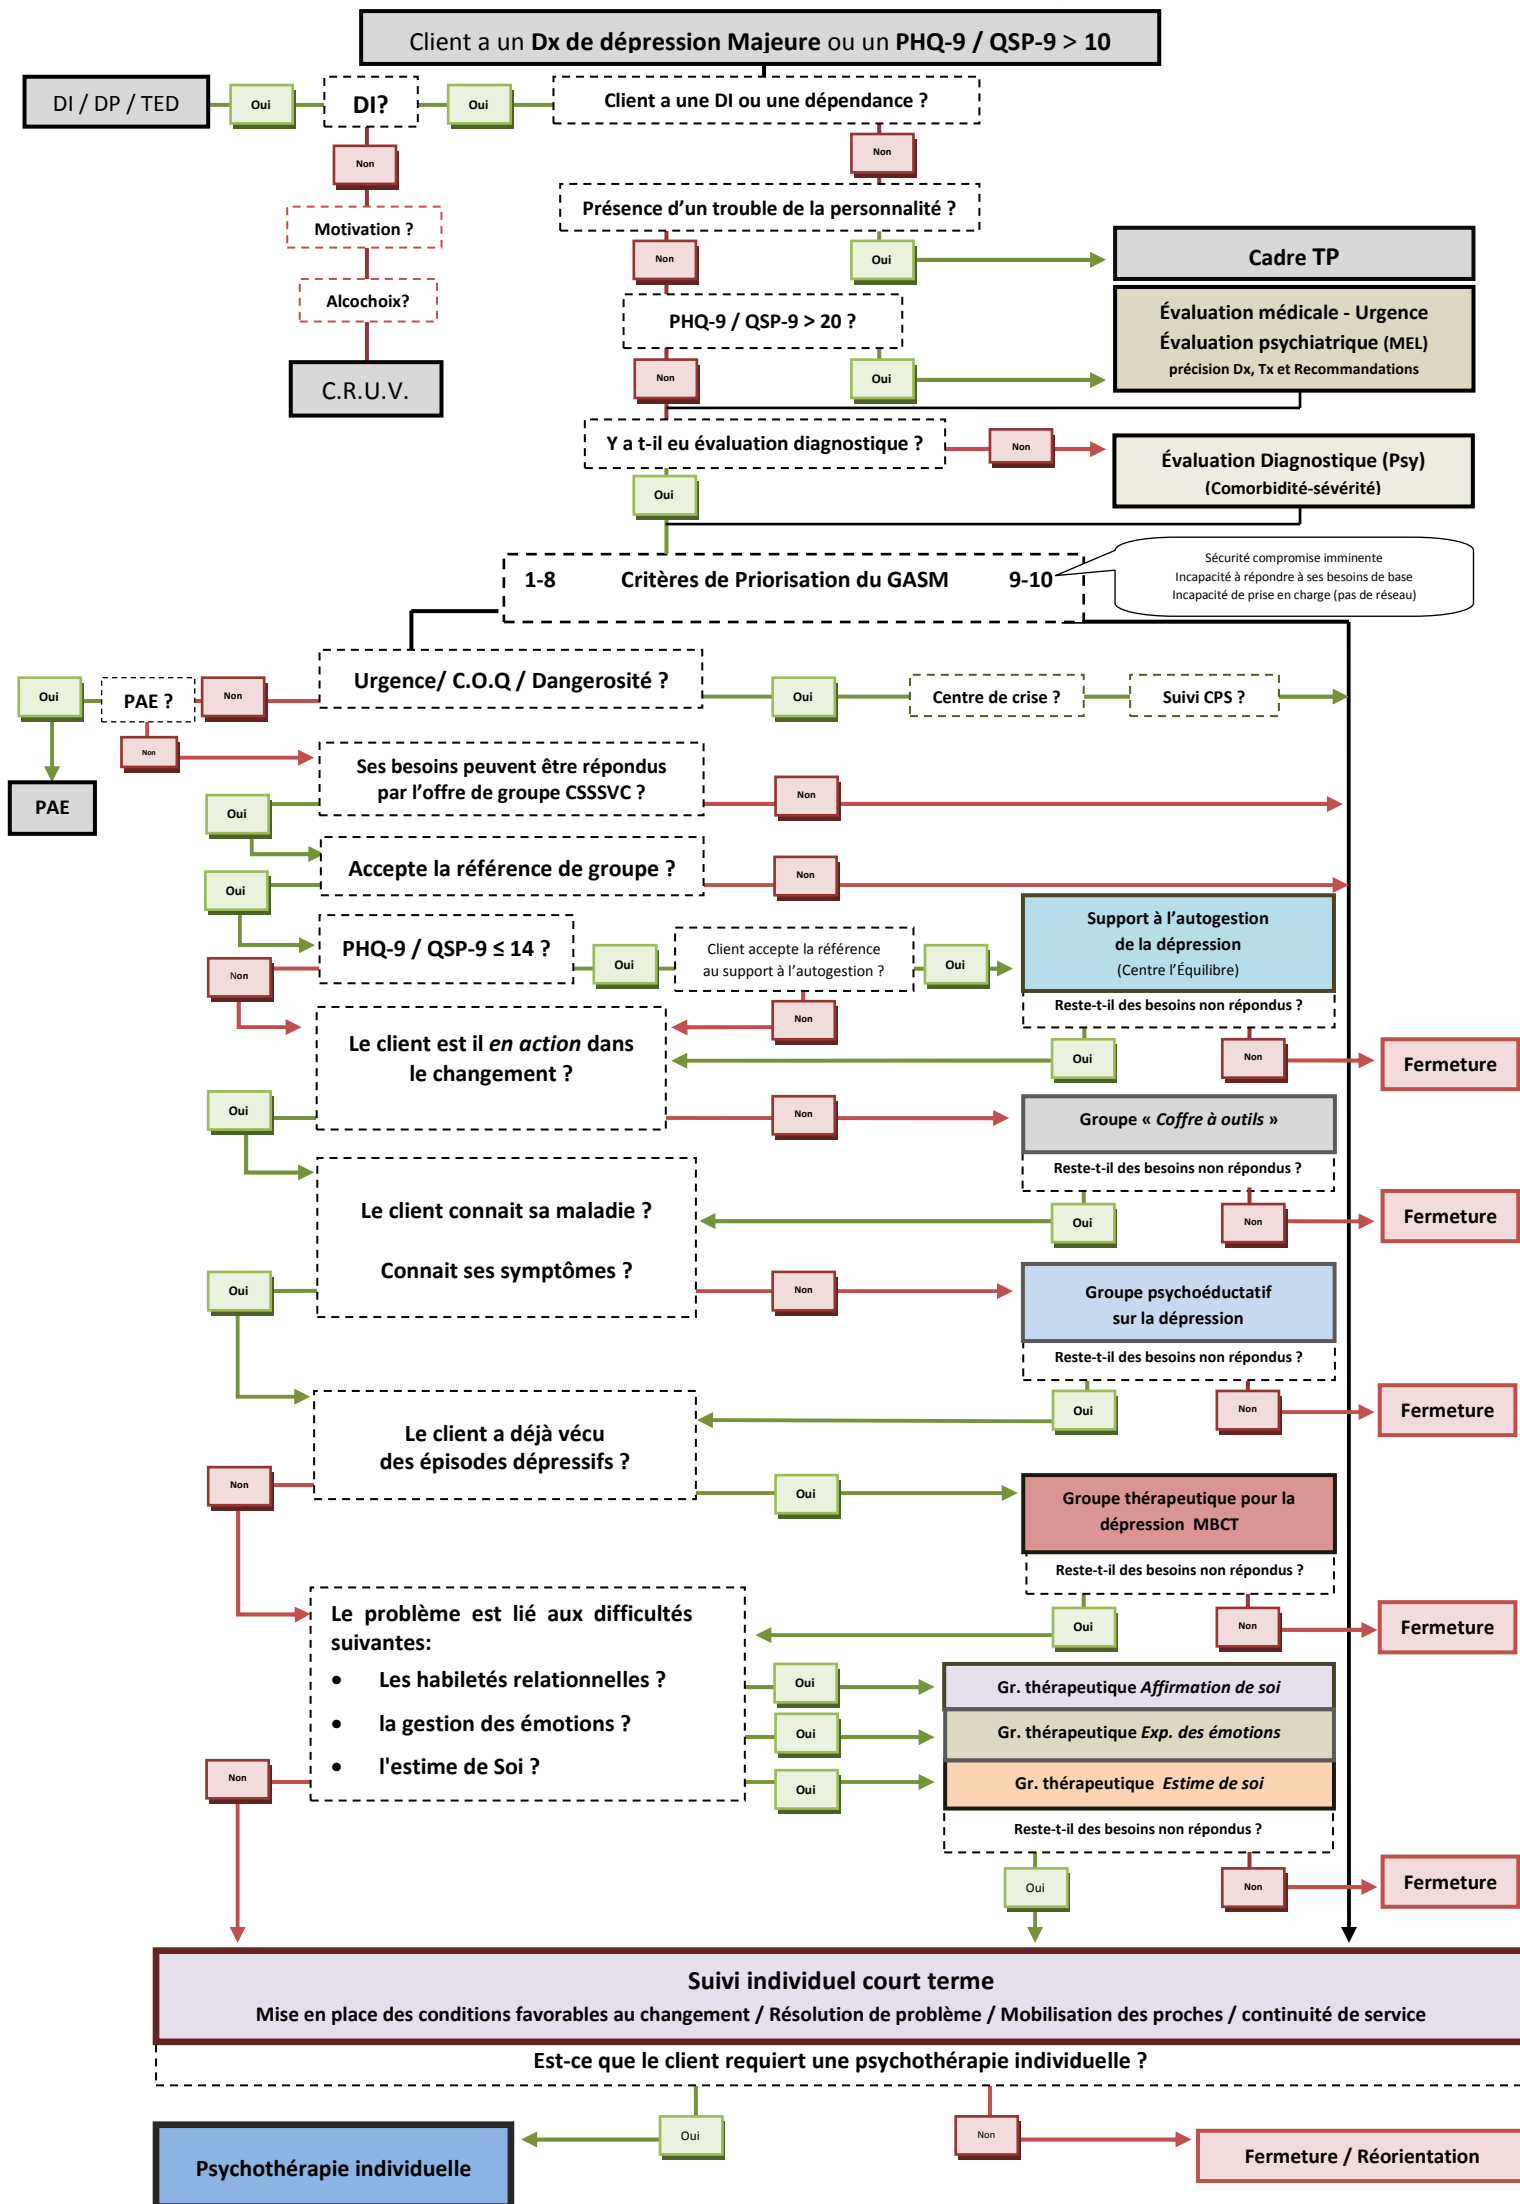 Client a un Dx de dépression Majeure ou un PHQ-9 / QSP-9 > 10
DI / DP / TED
Oui
DI?
Oui
Client a une DI ou une dépendance ?
Non
Non
Présence d’un trouble de la personnalité ?
Motivation ?
Non
Oui
Cadre TP
Alcochoix?
PHQ-9 / QSP-9 > 20 ?
Évaluation médicale - Urgence
Évaluation psychiatrique (MEL)
précision Dx, Tx et Recommandations
C.R.U.V.
Non
Oui
Y a t-il eu évaluation diagnostique ?
Non
Évaluation Diagnostique (Psy)
(Comorbidité-sévérité)
Oui
1-8 Critères de Priorisation du GASM 9-10
Sécurité compromise imminente
Incapacité à répondre à ses besoins de base
Incapacité de prise en charge (pas de réseau)
Oui
PAE ?
Non
Urgence/ C.O.Q / Dangerosité ?
Oui
Centre de crise ?
Suivi CPS ?
Non
PAE
Ses besoins peuvent être répondus
par l’offre de groupe CSSSVC ?
Non
Oui
Accepte la référence de groupe ?
Non
Oui
PHQ-9 / QSP-9 ≤ 14 ?
Oui
Client accepte la référence
au support à l’autogestion ?
Oui
Support à l’autogestion
de la dépression
(Centre l’Équilibre)
Non
Non
Reste-t-il des besoins non répondus ?
Le client est il en action dans
le changement ?
Oui
Non
Fermeture
Oui
Non
Groupe « Coffre à outils »
Reste-t-il des besoins non répondus ?
Le client connait sa maladie ?
Connait ses symptômes ?
Oui
Non
Fermeture
Oui
Non
Groupe psychoéductatif
sur la dépression
Reste-t-il des besoins non répondus ?
Oui
Non
Fermeture
Le client a déjà vécu
des épisodes dépressifs ?
Non
Oui
Groupe thérapeutique pour la
dépression MBCT
Reste-t-il des besoins non répondus ?
Oui
Non
Fermeture
Le problème est lié aux difficultés
suivantes:
• Les habiletés relationnelles ?
• la gestion des émotions ?
• l'estime de Soi ?
Oui
Gr. thérapeutique Affirmation de soi
Oui
Gr. thérapeutique Exp. des émotions
Non
Oui
Gr. thérapeutique Estime de soi
Reste-t-il des besoins non répondus ?
Oui
Non
Fermeture
Suivi individuel court terme
Mise en place des conditions favorables au changement / Résolution de problème / Mobilisation des proches / continuité de service
Est-ce que le client requiert une psychothérapie individuelle ?
Oui
Non
Psychothérapie individuelle
Fermeture / Réorientation